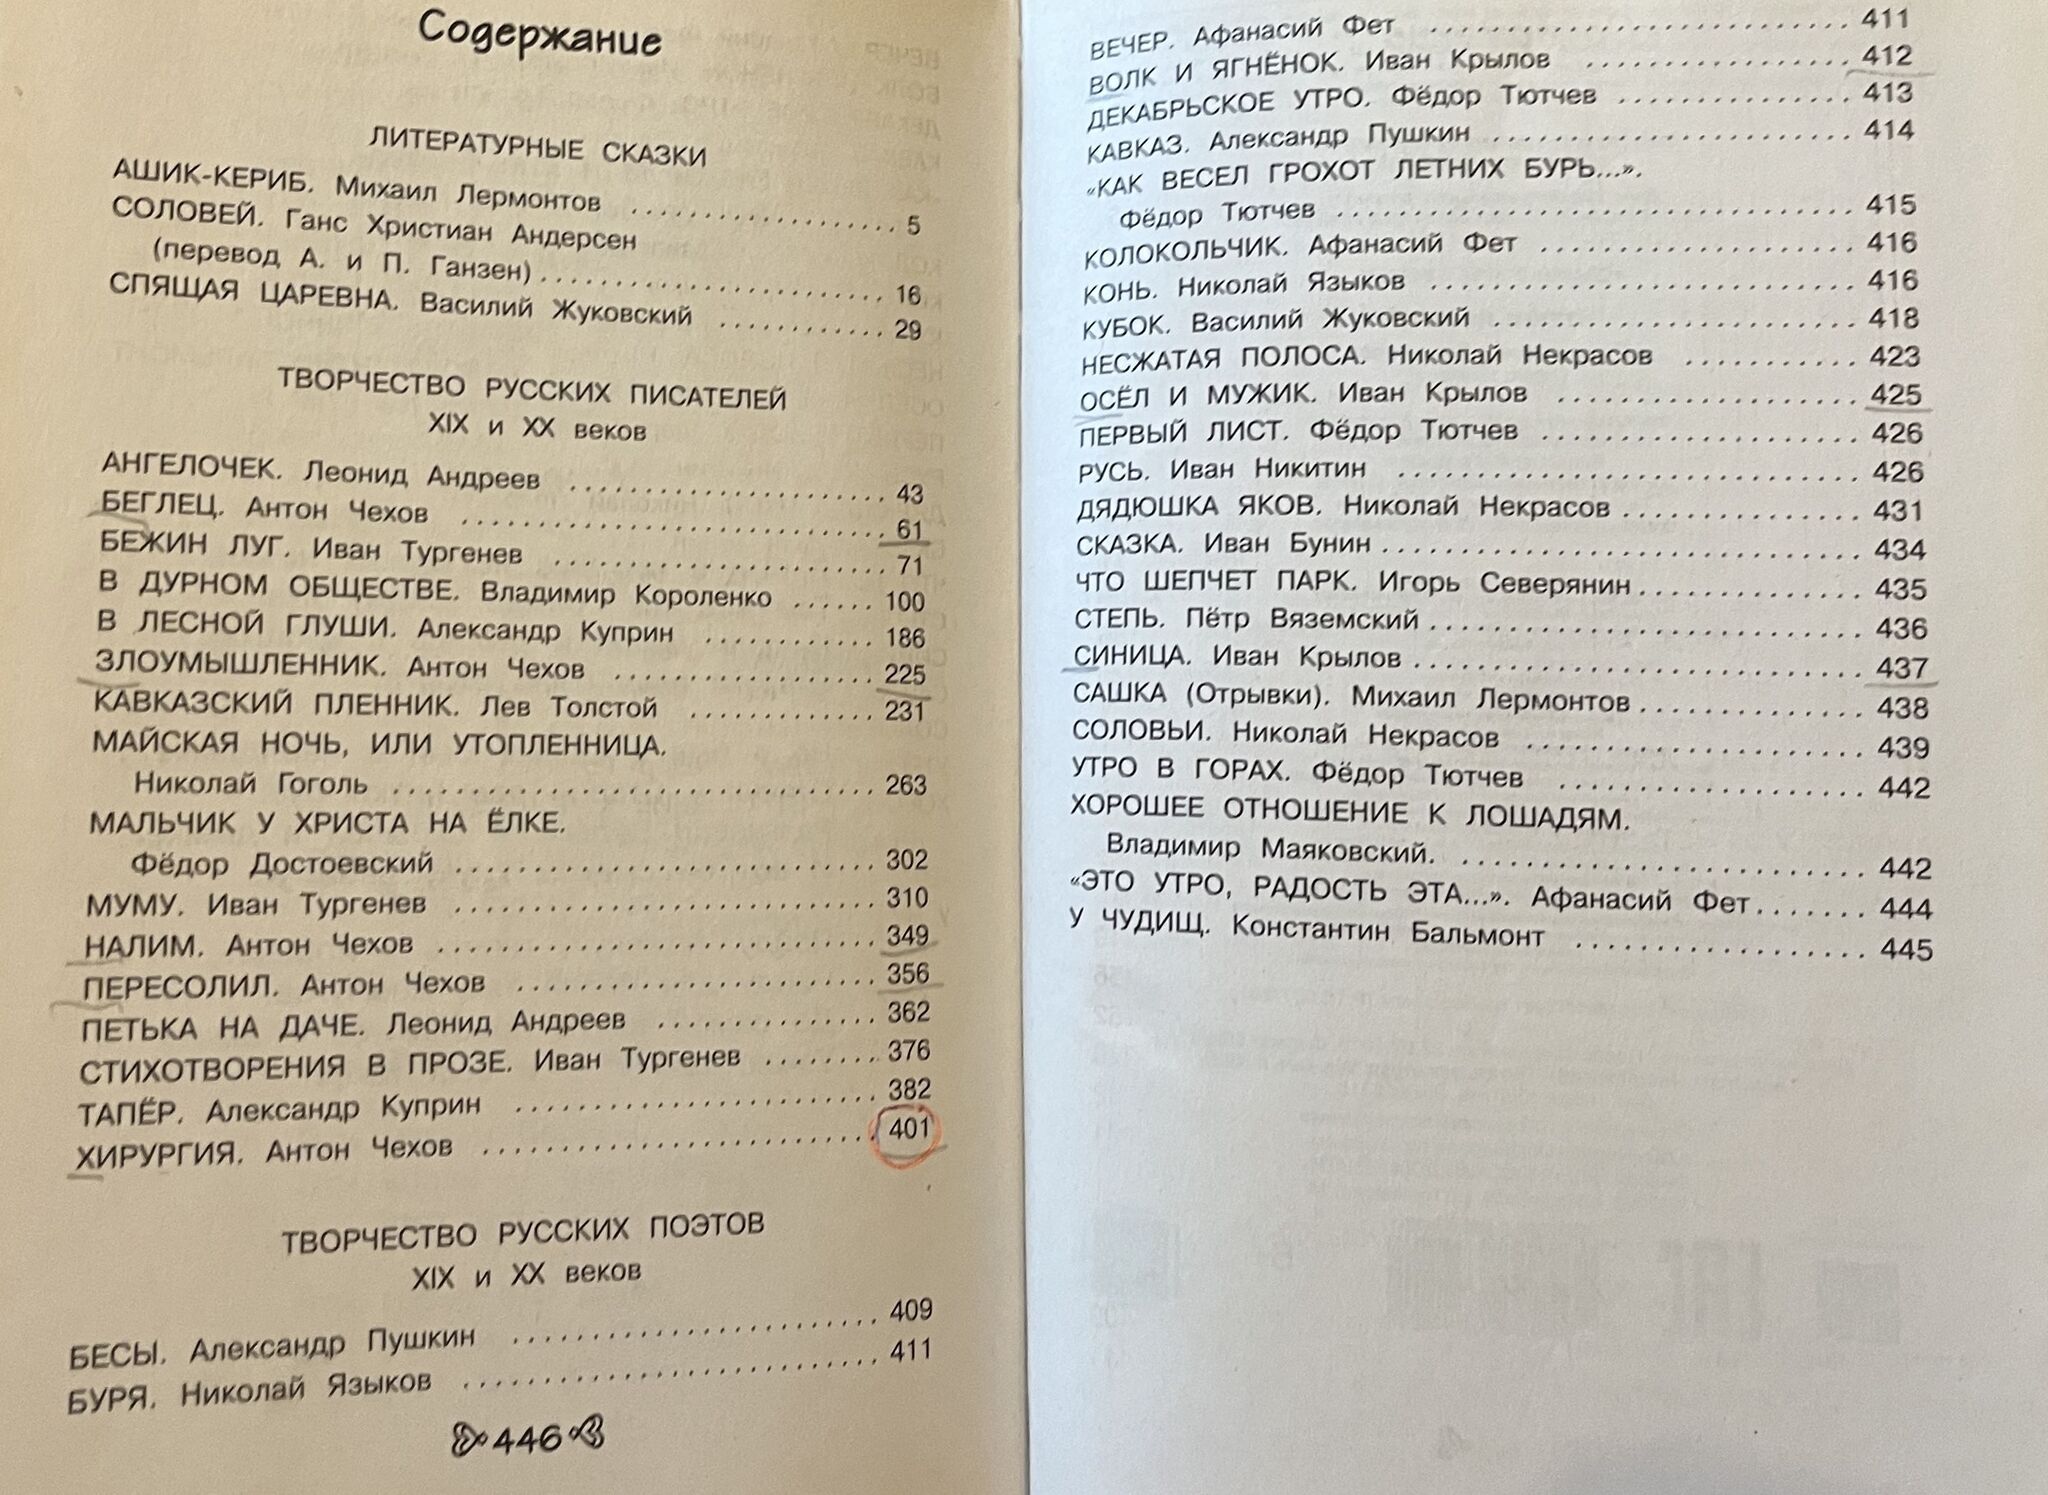 Содержание
ЛИТЕРАТУРНЫЕ СКАЗКИ
АШИК-КЕРИБ. Михаил Лермонтов .................... 5
СОЛОВЕЙ. Ганс Христиан Андерсен
(перевод А. и П. Ганзен) .......................... 16
СПЯЩАЯ ЦАРЕВНА. Василий Жуковский ............ 29
ТВОРЧЕСТВО РУССКИХ ПИСАТЕЛЕЙ
XIX и XX веков
АНГЕЛОЧЕК. Леонид Андреев ...................... 43
БЕГЛЕЦ. Антон Чехов ............................. 61
БЕЖИН ЛУГ. Иван Тургенев ....................... 71
В ДУРНОМ ОБЩЕСТВЕ. Владимир Короленко ...... 100
В ЛЕСНОЙ ГЛУШИ. Александр Куприн ............ 186
ЗЛОУМЫШЛЕННИК. Антон Чехов .................. 225
КАВКАЗСКИЙ ПЛЕННИК. Лев Толстой ............. 231
МАЙСКАЯ НОЧЬ, ИЛИ УТОПЛЕННИЦА.
Николай Гоголь .................................. 263
МАЛЬЧИК У ХРИСТА НА ЁЛКЕ.
Фёдор Достоевский .............................. 302
МУМУ. Иван Тургенев ............................. 310
НАЛИМ. Антон Чехов .............................. 349
ПЕРЕСОЛИЛ. Антон Чехов ......................... 356
ПЕТЬКА НА ДАЧЕ. Леонид Андреев ............... 362
СТИХОТВОРЕНИЯ В ПРОЗЕ. Иван Тургенев ........ 376
ТАПЁР. Александр Куприн ......................... 382
ХИРУРГИЯ. Антон Чехов ........................... 401
ТВОРЧЕСТВО РУССКИХ ПОЭТОВ
XIX и XX веков
БЕСЫ. Александр Пушкин ......................... 409
БУРЯ. Николай Языков ............................ 411
446
ВЕЧЕР. Афанасий Фет ............................. 411
ВОЛК И ЯГНЁНОК. Иван Крылов .................. 412
ДЕКАБРЬСКОЕ УТРО. Фёдор Тютчев ............... 413
КАВКАЗ. Александр Пушкин ....................... 414
«КАК ВЕСЕЛ ГРОХОТ ЛЕТНИХ БУРЬ...».
Фёдор Тютчев .................................... 415
КОЛОКОЛЬЧИК. Афанасий Фет ..................... 416
КОНЬ. Николай Языков ............................ 416
КУБОК. Василий Жуковский ....................... 418
НЕСЖАТАЯ ПОЛОСА. Николай Некрасов ........... 423
ОСЁЛ И МУЖИК. Иван Крылов .................... 425
ПЕРВЫЙ ЛИСТ. Фёдор Тютчев ..................... 426
РУСЬ. Иван Никитин .............................. 426
ДЯДЮШКА ЯКОВ. Николай Некрасов .............. 431
СКАЗКА. Иван Бунин .............................. 434
ЧТО ШЕПЧЕТ ПАРК. Игорь Северянин ............. 435
СТЕПЬ. Пётр Вяземский ........................... 436
СИНИЦА. Иван Крылов ............................ 437
САШКА (Отрывки). Михаил Лермонтов ............. 438
СОЛОВЬИ. Николай Некрасов ..................... 439
УТРО В ГОРАХ. Фёдор Тютчев .................... 442
ХОРОШЕЕ ОТНОШЕНИЕ К ЛОШАДЯМ.
Владимир Маяковский. ........................... 442
«ЭТО УТРО, РАДОСТЬ ЭТА...». Афанасий Фет ....... 444
У ЧУДИЩ. Константин Бальмонт .................. 445